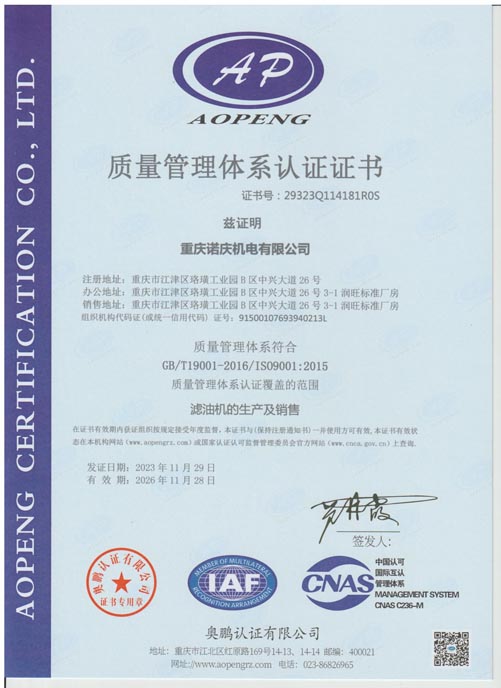 AOPENG CERTIFICATION CO., LTD.
AP
AOPENG
质量管理体系认证证书
证书号：29323Q114181R0S
兹证明
重庆诺庆机电有限公司
注册地址：重庆市江津区珞璜工业园B区中兴大道26号
办公地址：重庆市江津区珞璜工业园B区中兴大道26号3-1润旺标准厂房
销售地址：重庆市江津区珞璜工业园B区中兴大道26号3-1润旺标准厂房
组织机构代码证(或统一信用代码) 证号：91500107693940213L
质量管理体系符合
GB/T19001-2016/ISO9001:2015
质量管理体系认证覆盖的范围
滤油机的生产及销售
在证书有效期内获证组织按规定接受年度监督，本证书与(保持注册通知书)一并使用方可有效，本证书有效状
态在本机构网站（www.aopengrz.com）或国家认证认可监督管理委员会官方网站（www.cnca.gov.cn）上查询.
发证日期：2023年11月29日
有 效 期：2026年11月28日
签发人:
奥鹏认证有限公司
证书专用章
MEMBER OF MULTILATERAL
IAF
RECOGNITION ARRANGEMENT
CNAS
中国认可
国际互认
管理体系
MANAGEMENT SYSTEM
CNAS C236-M
奥鹏认证有限公司
地址：重庆市江北区红原路169号14-13、14-14 邮编：400021
网址://www.aopengrz.com 电话：023-86826965